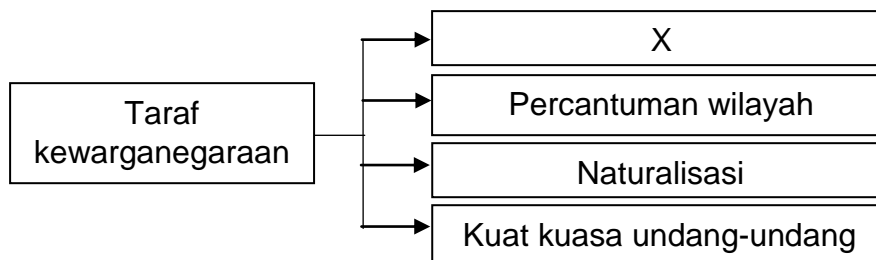 Taraf
kewarganegaraan
X
Percantuman wilayah
Naturalisasi
Kuat kuasa undang-undang